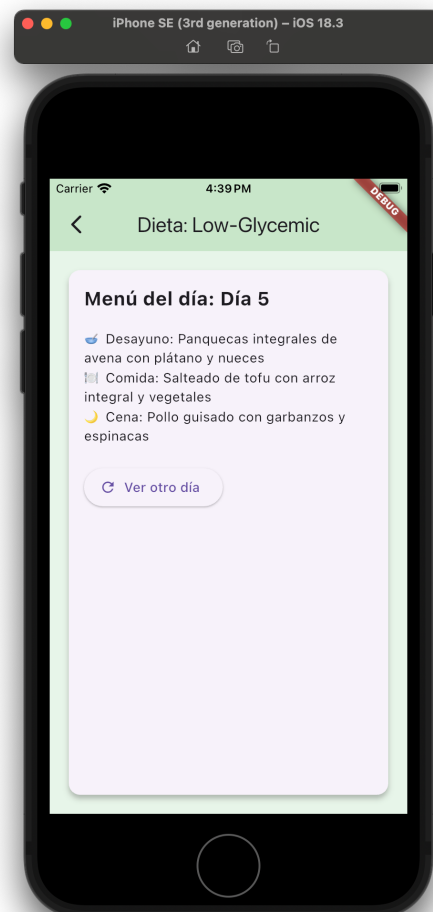 iPhone SE (3rd generation) – iOS 18.3
Carrier 4:39 PM
DEBUG
Dieta: Low-Glycemic
Menú del día: Día 5
🥣 Desayuno: Panquecas integrales de
avena con plátano y nueces
🍽️ Comida: Salteado de tofu con arroz
integral y vegetales
🌙 Cena: Pollo guisado con garbanzos y
espinacas
Ver otro día